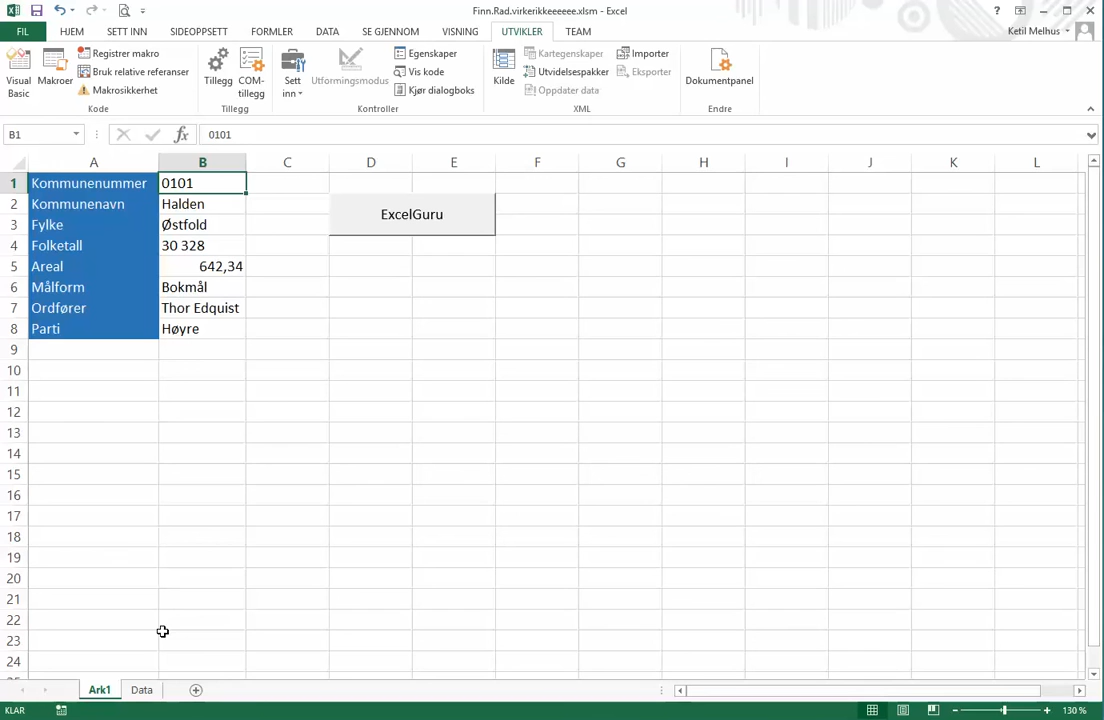 Finn.Rad.virkerikkeeeeee.xlsm - Excel
FIL HJEM SETT INN SIDEOPPSETT FORMLER DATA SE GJENNOM VISNING UTVIKLER TEAM Ketil Melhus
Visual Basic
Makroer
Registrer makro
Bruk relative referanser
Makrosikkerhet
Kode
Tillegg
COM-tillegg
Tillegg
Sett inn
Utformingsmodus
Egenskaper
Vis kode
Kjør dialogboks
Kontroller
Kilde
Kartegenskaper
Utvidelsespakker
Oppdater data
Importer
Eksporter
XML
Dokumentpanel
Endre
B1 fx 0101
A B C D E F G H I J K L
1 Kommunenummer 0101
2 Kommunenavn Halden
3 Fylke Østfold
4 Folketall 30 328
5 Areal 642,34
6 Målform Bokmål
7 Ordfører Thor Edquist
8 Parti Høyre
ExcelGuru
9
10
11
12
13
14
15
16
17
18
19
20
21
22
23
24
Ark1 Data
KLAR 130 %